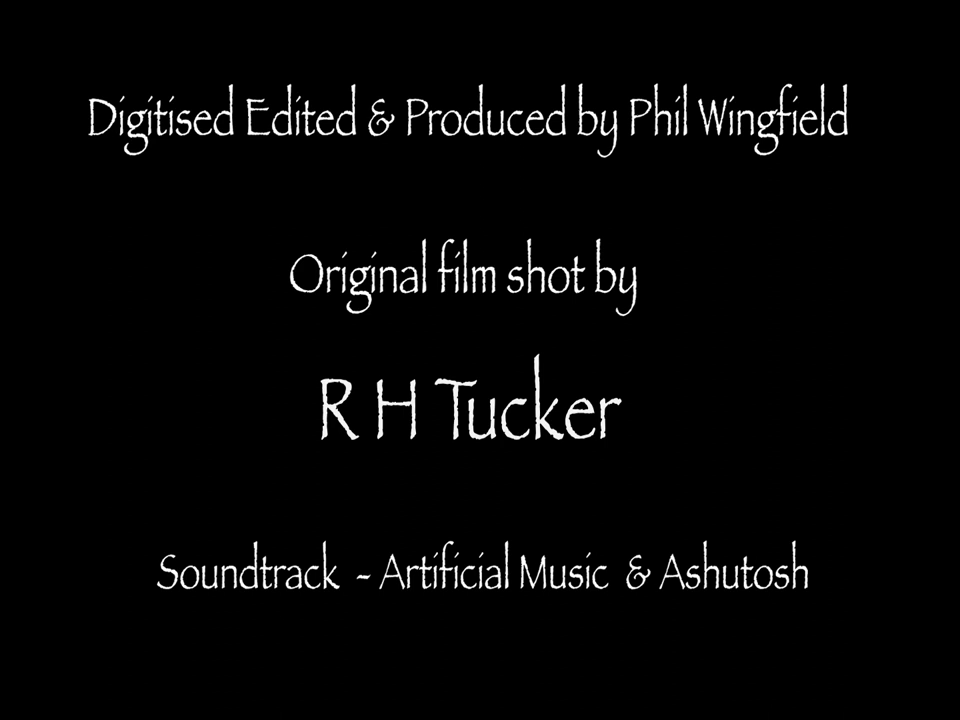 Digitised Edited & Produced by Phil Wingfield
Original film shot by
R H Tucker
Soundtrack - Artificial Music & Ashutosh